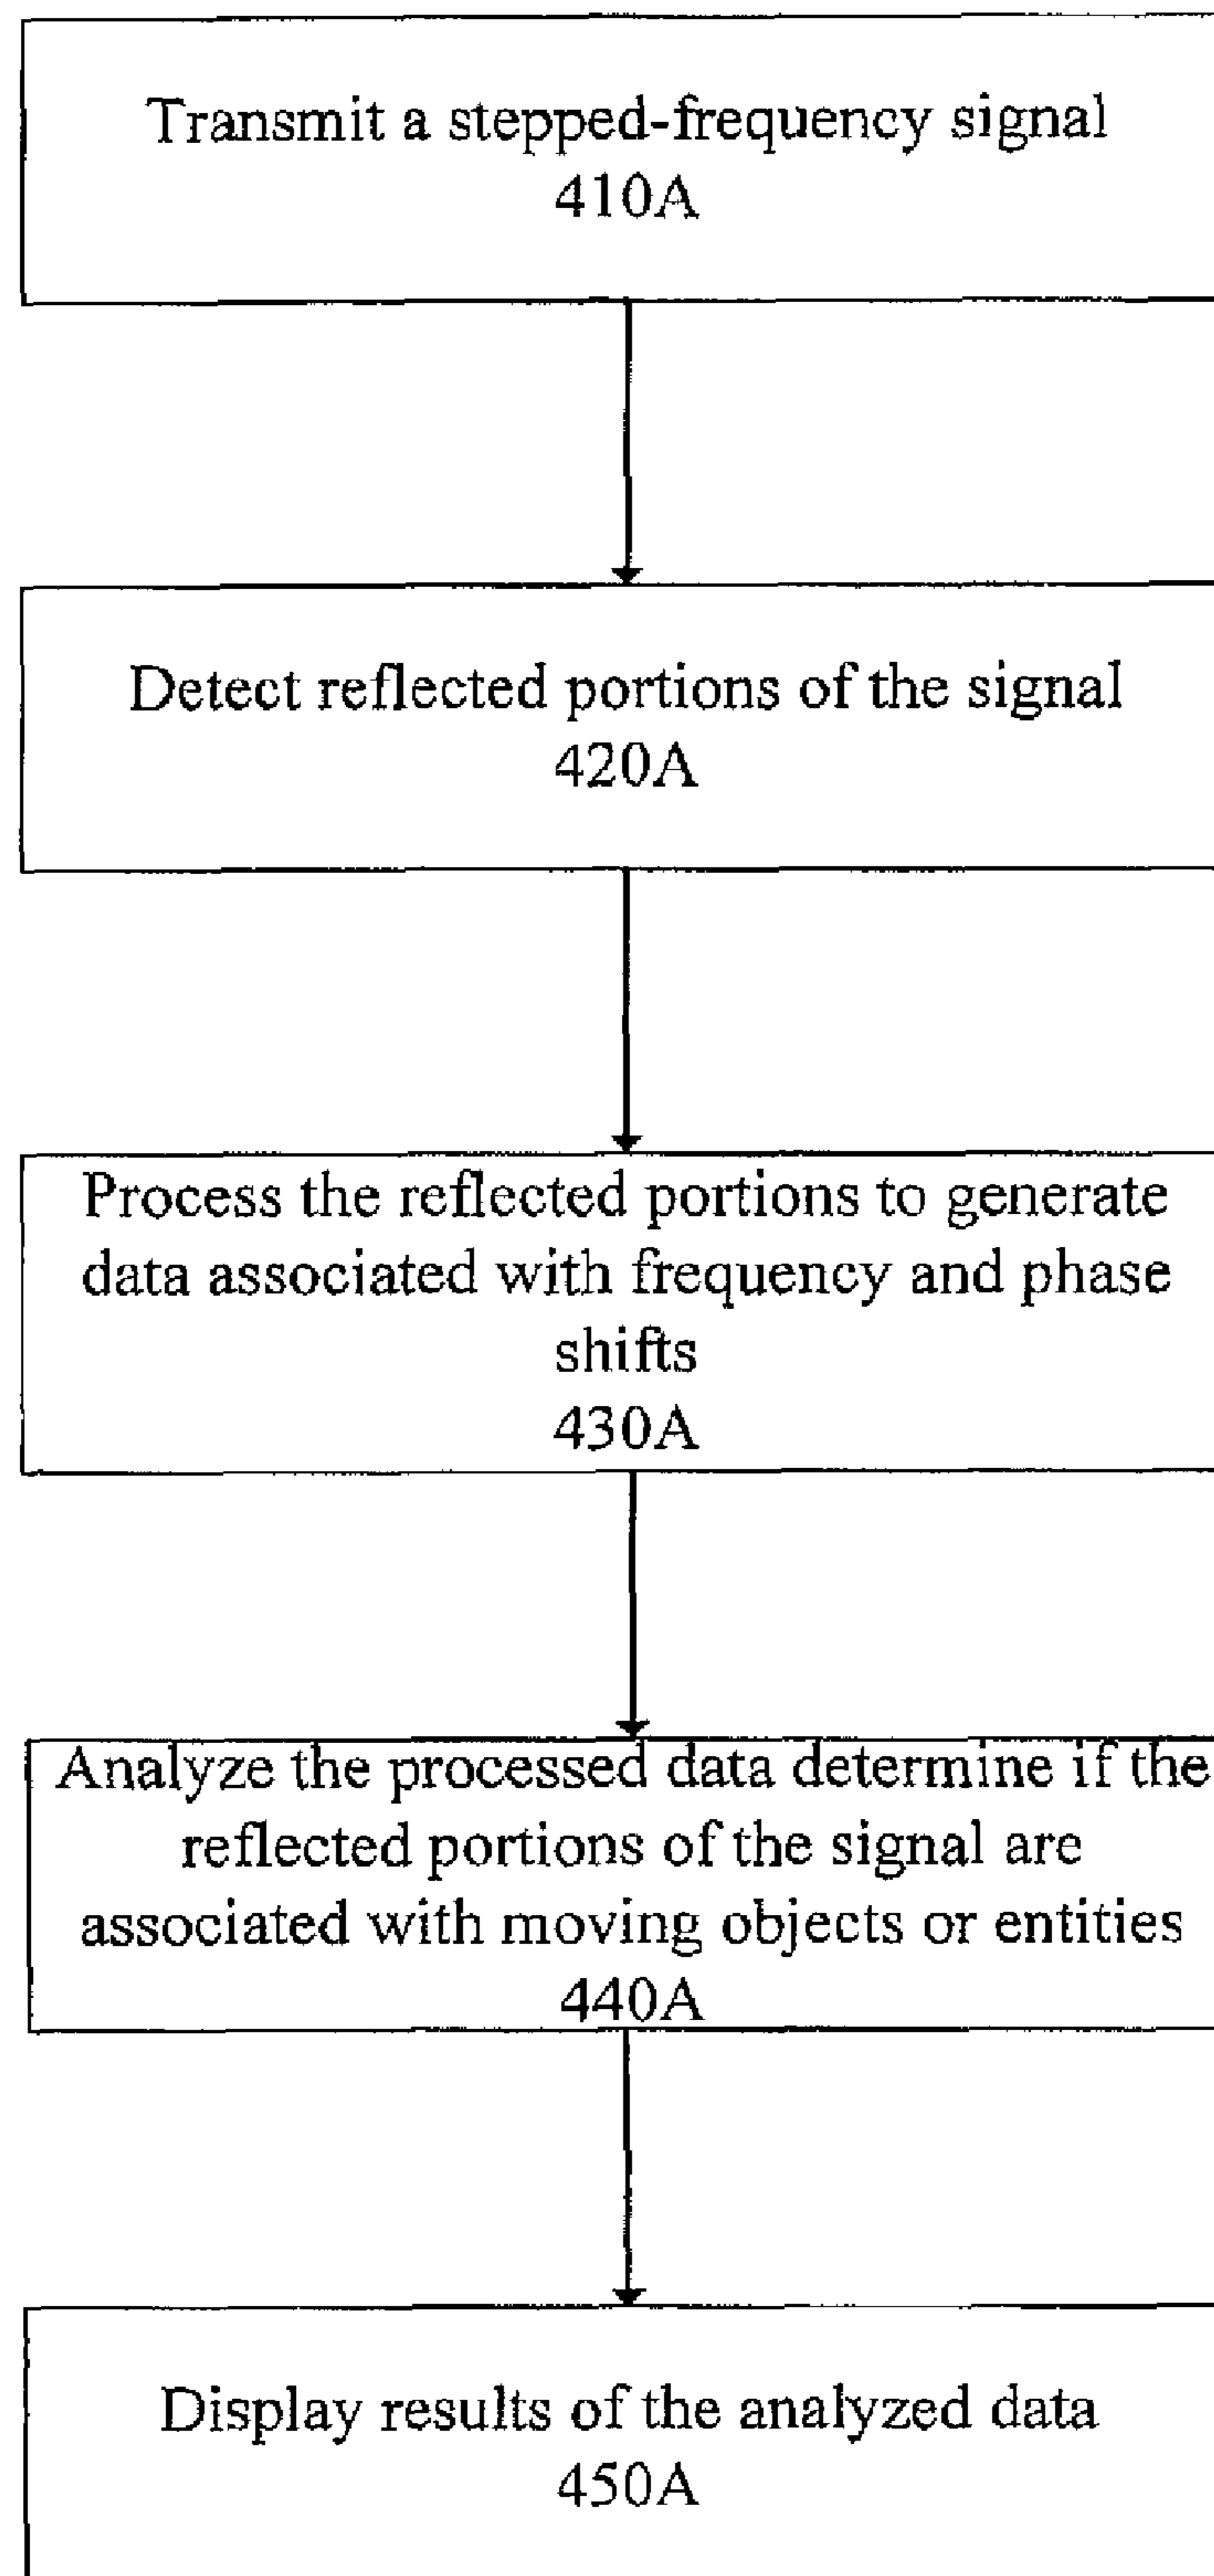 Transmit a stepped-frequency signal
410A
Detect reflected portions of the signal
420A
Process the reflected portions to generate
data associated with frequency and phase
shifts
430A
Analyze the processed data determine if the
reflected portions of the signal are
associated with moving objects or entities
440A
Display results of the analyzed data
450A